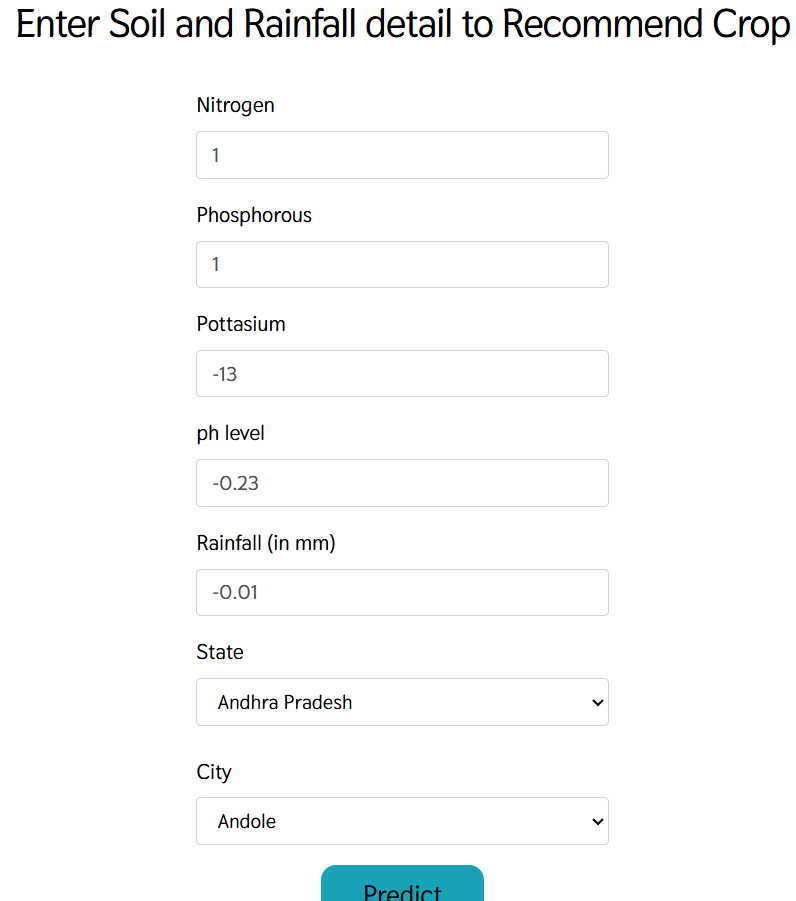 Enter Soil and Rainfall detail to Recommend Crop
Nitrogen
1
Phosphorous
1
Pottasium
-13
ph level
-0.23
Rainfall (in mm)
-0.01
State
Andhra Pradesh
City
Andole
Predict